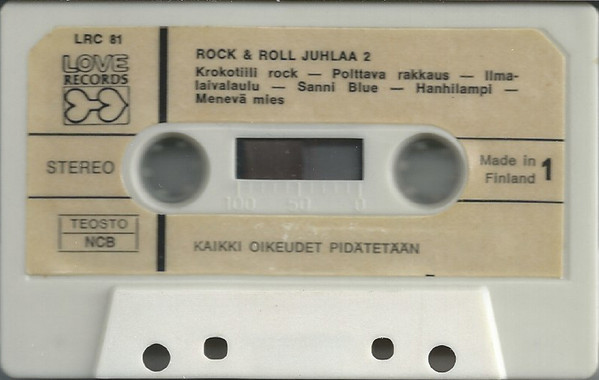 LRC 81
LOVE
RECORDS
ROCK & ROLL JUHLAA 2
Krokotiili rock — Polttava rakkaus — Ilma-
laivalaulu — Sanni Blue — Hanhilampi —
Menevä mies
STEREO
100 50 0
Made in
Finland
1
TEOSTO
NCB
KAIKKI OIKEUDET PIDÄTETÄÄN